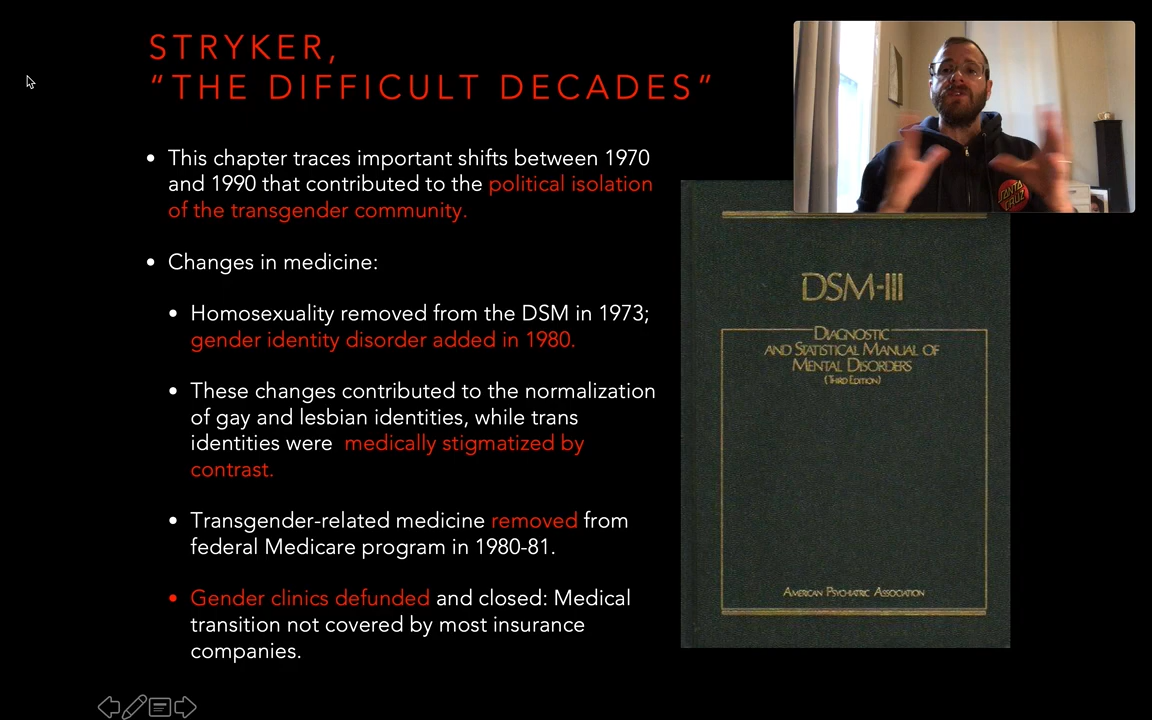 STRYKER,
“THE DIFFICULT DECADES”
• This chapter traces important shifts between 1970
and 1990 that contributed to the political isolation
of the transgender community.
• Changes in medicine:
• Homosexuality removed from the DSM in 1973;
gender identity disorder added in 1980.
• These changes contributed to the normalization
of gay and lesbian identities, while trans
identities were medically stigmatized by
contrast.
• Transgender-related medicine removed from
federal Medicare program in 1980-81.
• Gender clinics defunded and closed: Medical
transition not covered by most insurance
companies.
SANTA
CRUZ
DSM-III
DIAGNOSTIC
AND STATISTICAL MANUAL OF
MENTAL DISORDERS
(THIRD EDITION)
AMERICAN PSYCHIATRIC ASSOCIATION